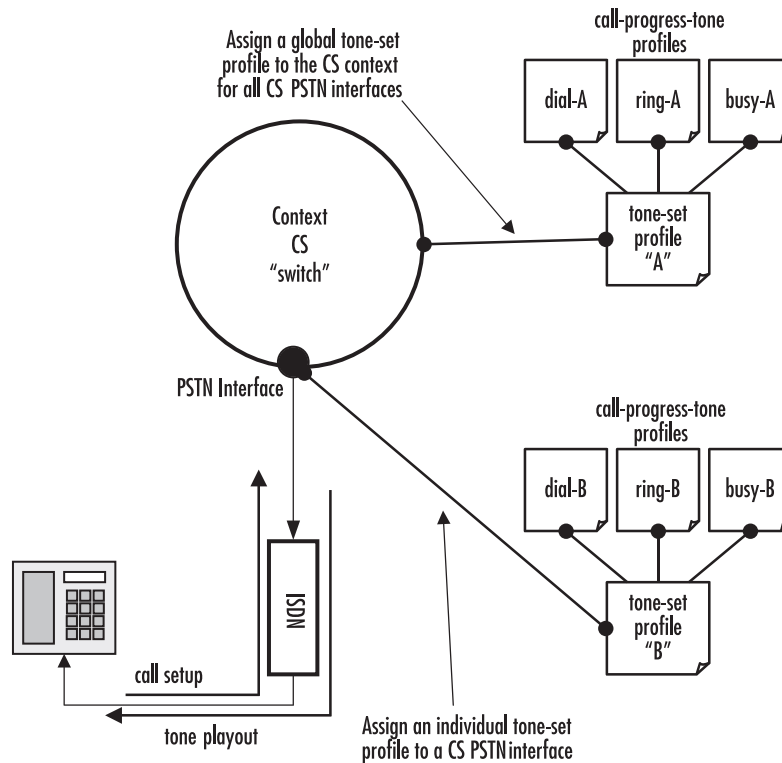 Assign a global tone-set
profile to the CS context
for all CS PSTN interfaces
call-progress-tone
profiles
dial-A
ring-A
busy-A
Context
CS
"switch"
tone-set
profile
"A"
PSTN Interface
call-progress-tone
profiles
dial-B
ring-B
busy-B
ISDN
tone-set
profile
"B"
call setup
tone playout
Assign an individual tone-set
profile to a CS PSTN interface